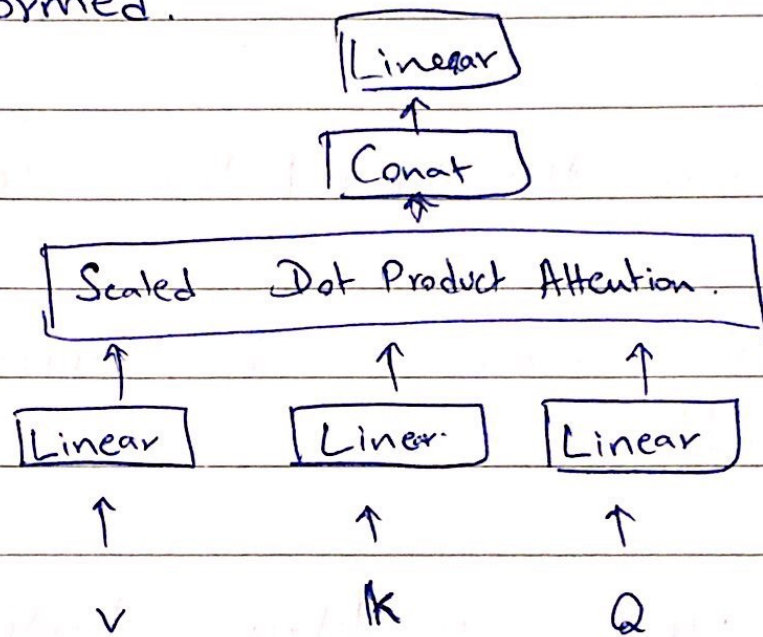 ormed.
Linear
Conat
Scaled Dot Product Attention.
Linear Liner. Linear
V K Q